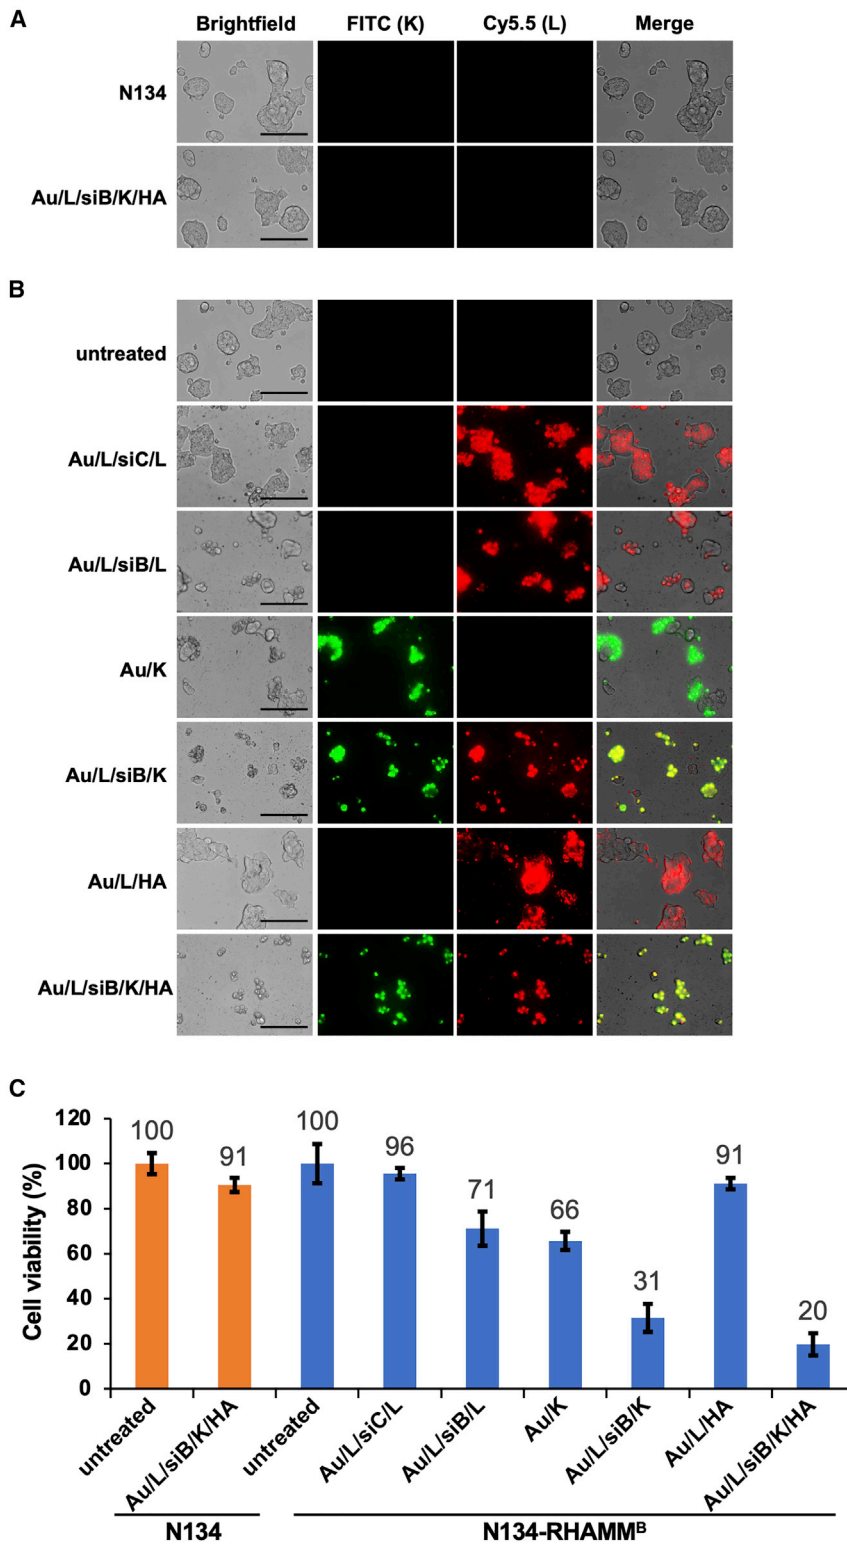 A
Brightfield FITC (K) Cy5.5 (L) Merge
N134
Au/L/siB/K/HA
B
untreated
Au/L/siC/L
Au/L/siB/L
Au/K
Au/L/siB/K
Au/L/HA
Au/L/siB/K/HA
C
Cell viability (%)
120
100
80
60
40
20
0
100 91 100 96 71 66 31 91 20
untreated Au/L/siB/K/HA untreated Au/L/siC/L Au/L/siB/L Au/K Au/L/siB/K Au/L/HA Au/L/siB/K/HA
N134 N134-RHAMMᴮ